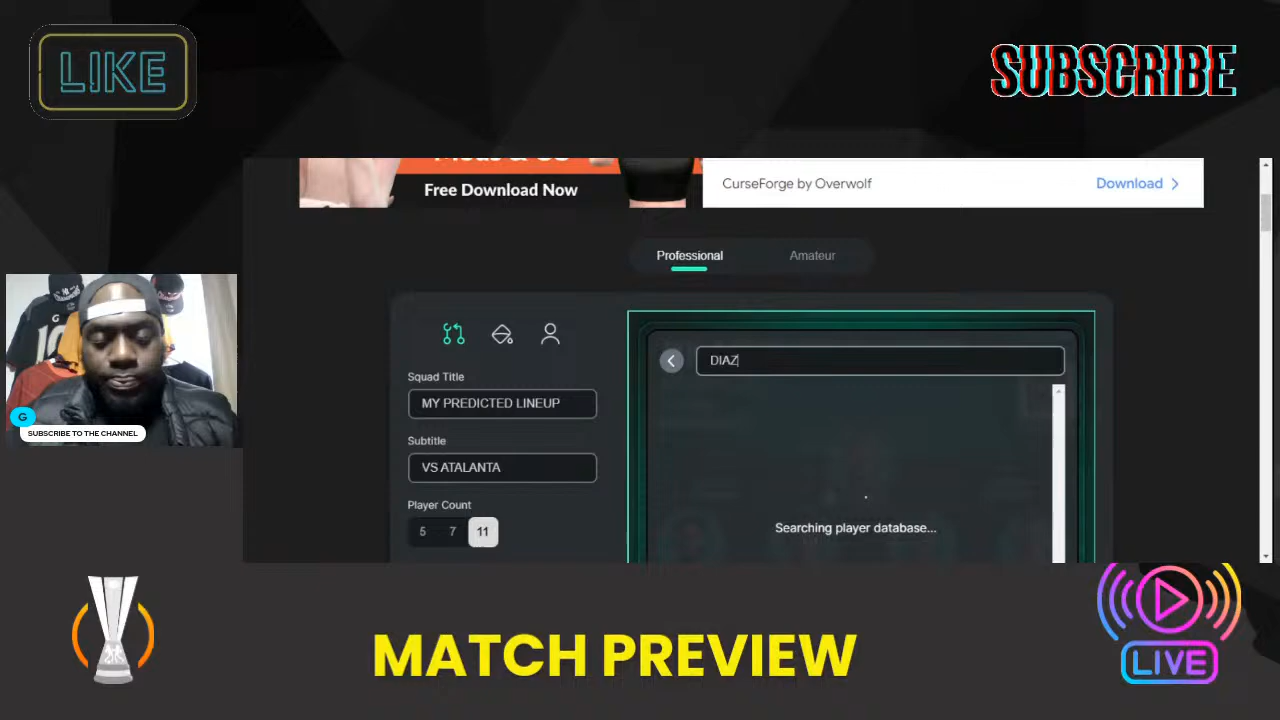 LIKE
SUBSCRIBE
Free Download Now
CurseForge by Overwolf
Download
Professional
Amateur
DIAZ
Squad Title
MY PREDICTED LINEUP
Subtitle
VS ATALANTA
Player Count
5 7 11
Searching player database...
G
SUBSCRIBE TO THE CHANNEL
MATCH PREVIEW
LIVE